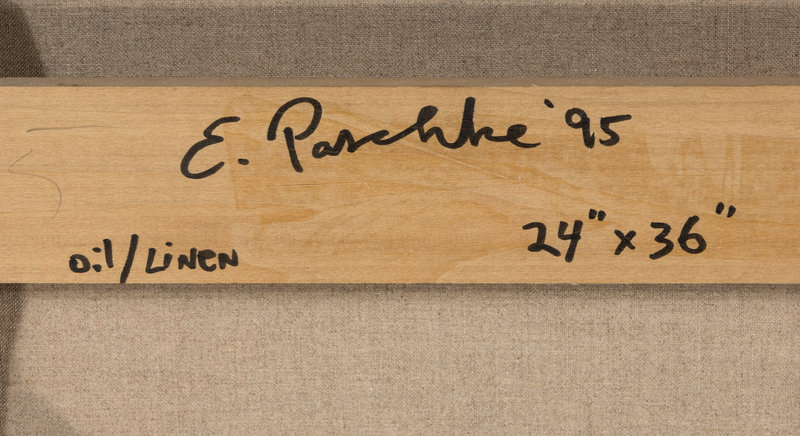 E. Paschke '95
24" x 36"
oil/Linen